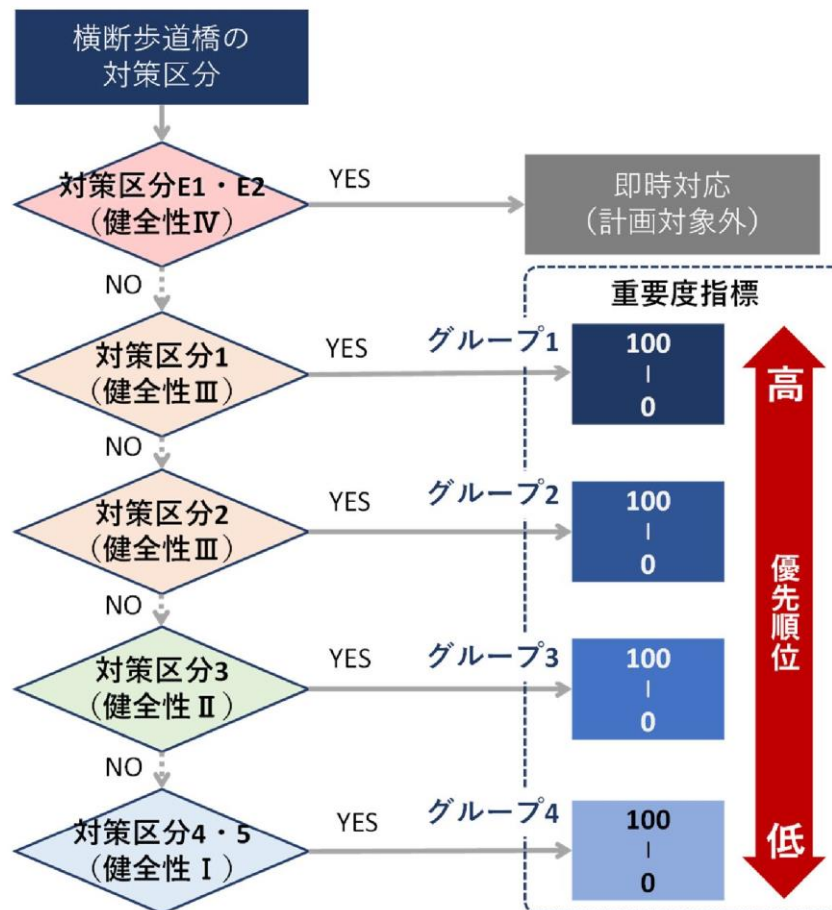 横断歩道橋の
対策区分
対策区分E1・E2
（健全性Ⅳ）
YES
即時対応
（計画対象外）
NO
重要度指標
対策区分1
（健全性Ⅲ）
YES
グループ1
100
|
0
高
NO
対策区分2
（健全性Ⅲ）
YES
グループ2
100
|
0
優先順位
NO
対策区分3
（健全性Ⅱ）
YES
グループ3
100
|
0
NO
対策区分4・5
（健全性Ⅰ）
YES
グループ4
100
|
0
低